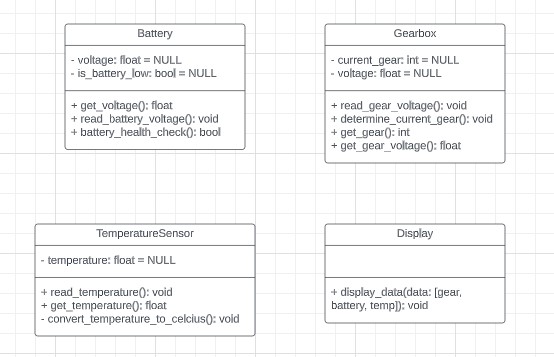 Battery
- voltage: float = NULL
- is_battery_low: bool = NULL
+ get_voltage(); float
+ read_battery_voltage(): void
+ battery_health_check(): bool
Gearbox
- current_gear: int = NULL
- voltage: float = NULL
+ read_gear_voltage(); void
+ determine_current_gear(): void
+ get_gear(): int
+ get_gear_voltage(); float
TemperatureSensor
- temperature: float = NULL
+ read_temperature(): void
+ get_temperature(); float
- convert_temperature_to_celcius(): void
Display
+ display_data(data: [gear,
battery, temp]); void